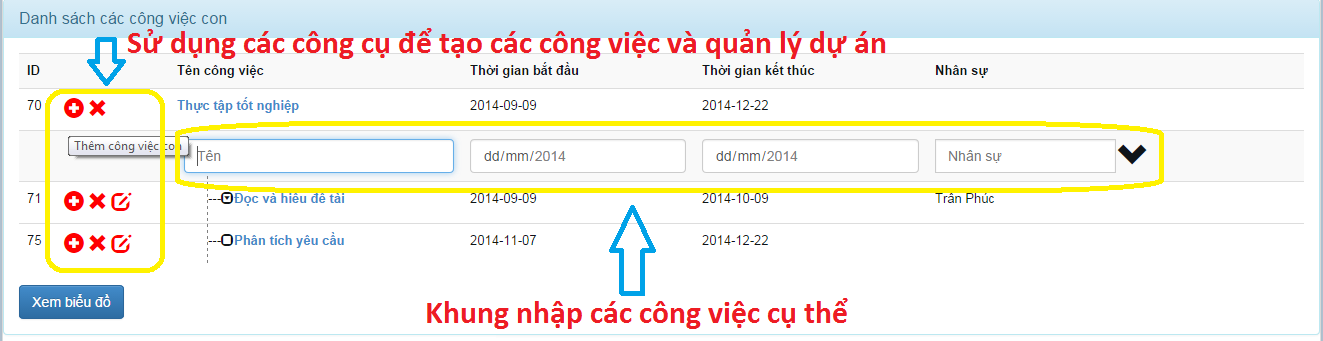 Danh sách các công việc con
Sử dụng các công cụ để tạo các công việc và quản lý dự án
ID Tên công việc Thời gian bắt đầu Thời gian kết thúc Nhân sự
70 Thực tập tốt nghiệp 2014-09-09 2014-12-22
Thêm công việc con
Tên dd/mm/2014 dd/mm/2014 Nhân sự
71 Đọc và hiểu đề tài 2014-09-09 2014-10-09 Trân Phúc
75 Phân tích yêu cầu 2014-11-07 2014-12-22
Xem biểu đồ
Khung nhập các công việc cụ thể